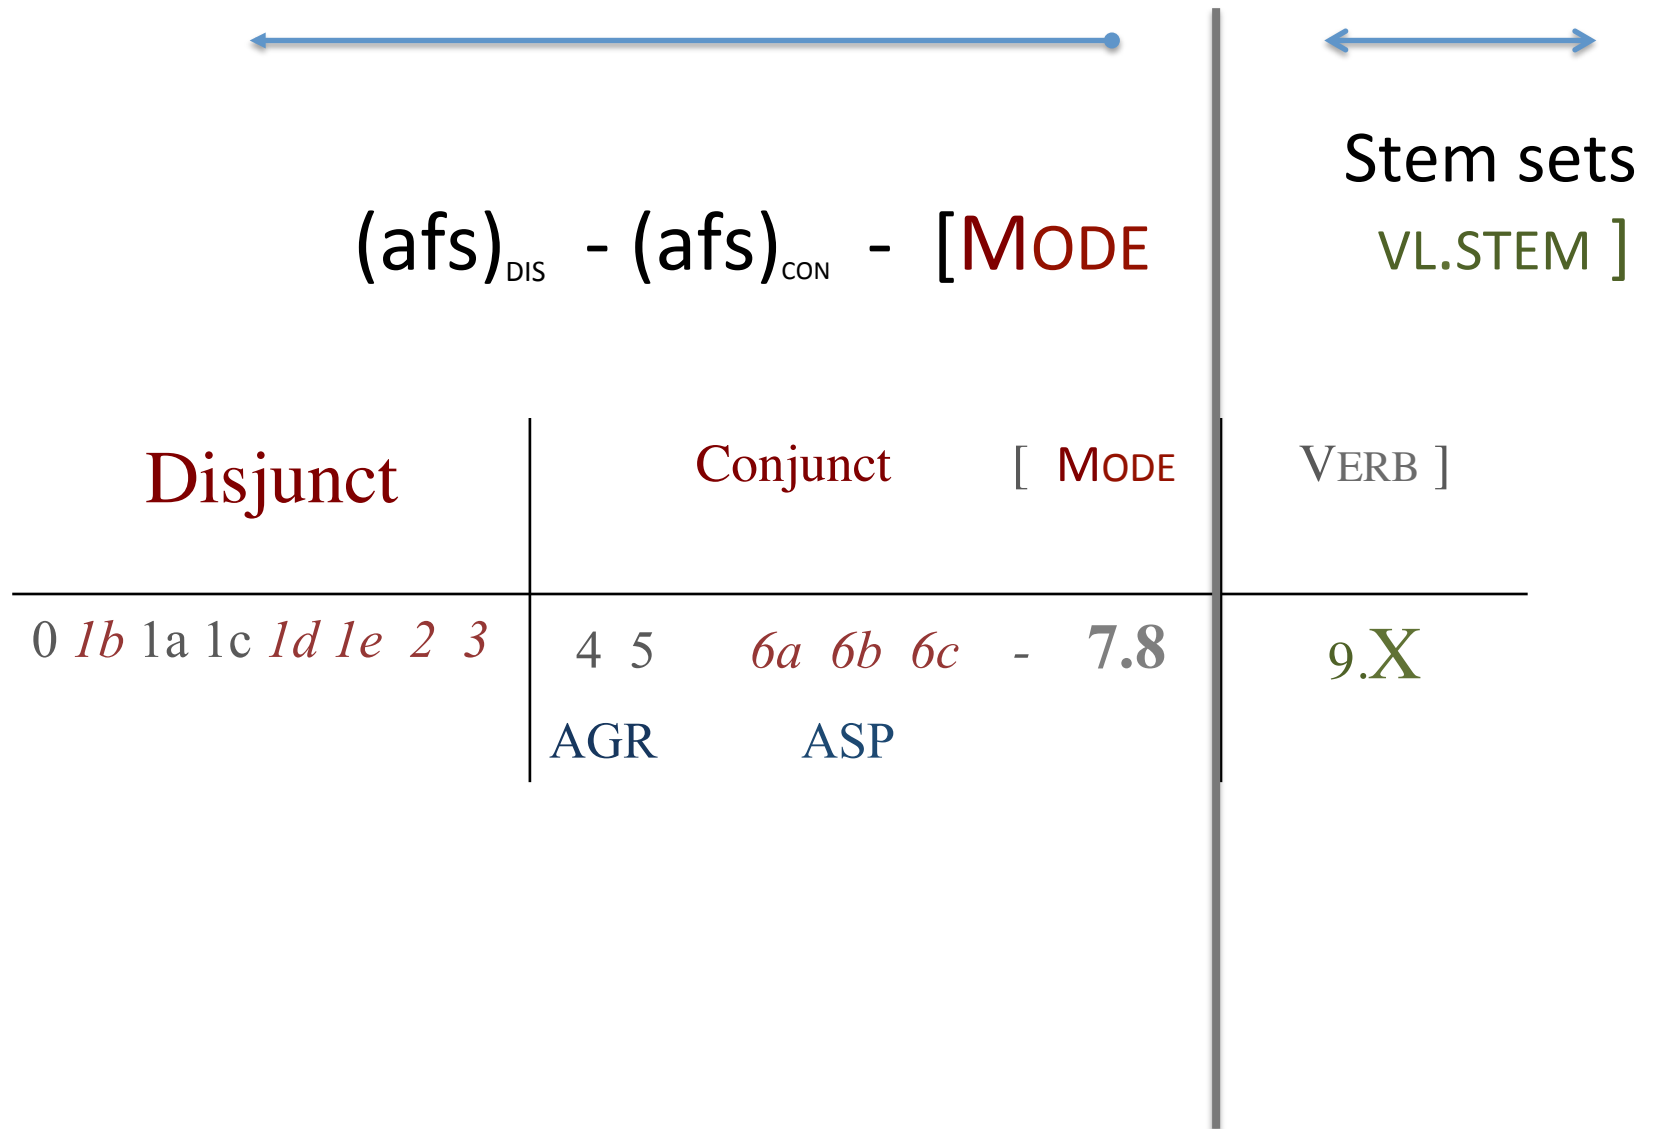 Stem sets
(afs)DIS - (afs)CON - [MODE VL.STEM ]
Disjunct Conjunct [ MODE VERB ]
0 1b 1a 1c 1d 1e 2 3 4 5 6a 6b 6c - 7.8 9.X
AGR ASP